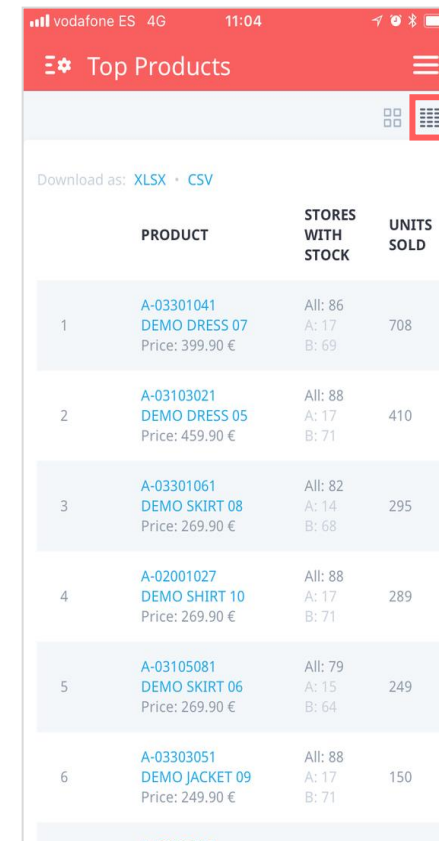 vodafone ES 4G 11:04
Top Products
Download as: XLSX • CSV
PRODUCT STORES WITH STOCK UNITS SOLD
1 A-03301041 All: 86 708
DEMO DRESS 07 A: 17
Price: 399.90 € B: 69
2 A-03103021 All: 88 410
DEMO DRESS 05 A: 17
Price: 459.90 € B: 71
3 A-03301061 All: 82 295
DEMO SKIRT 08 A: 14
Price: 269.90 € B: 68
4 A-02001027 All: 88 289
DEMO SHIRT 10 A: 17
Price: 269.90 € B: 71
5 A-03105081 All: 79 249
DEMO SKIRT 06 A: 15
Price: 269.90 € B: 64
6 A-03303051 All: 88 150
DEMO JACKET 09 A: 17
Price: 249.90 € B: 71